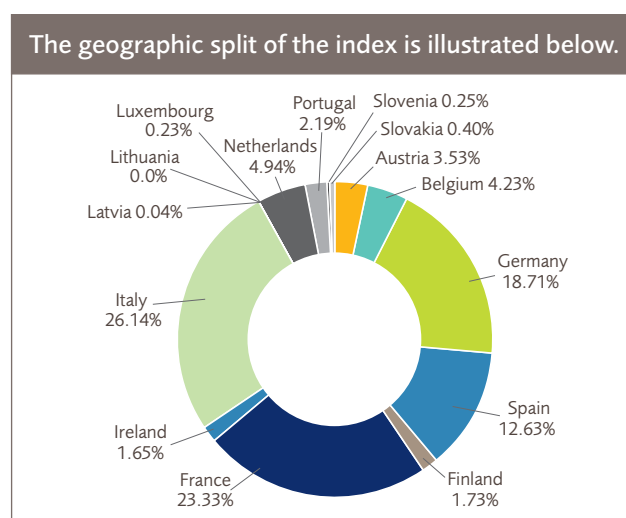 The geographic split of the index is illustrated below.
Luxembourg
0.23%
Portugal
2.19%
Slovenia 0.25%
Slovakia 0.40%
Lithuania
0.0%
Netherlands
4.94%
Austria 3.53%
Belgium 4.23%
Latvia 0.04%
Germany
18.71%
Italy
26.14%
Spain
12.63%
Ireland
1.65%
France
23.33%
Finland
1.73%